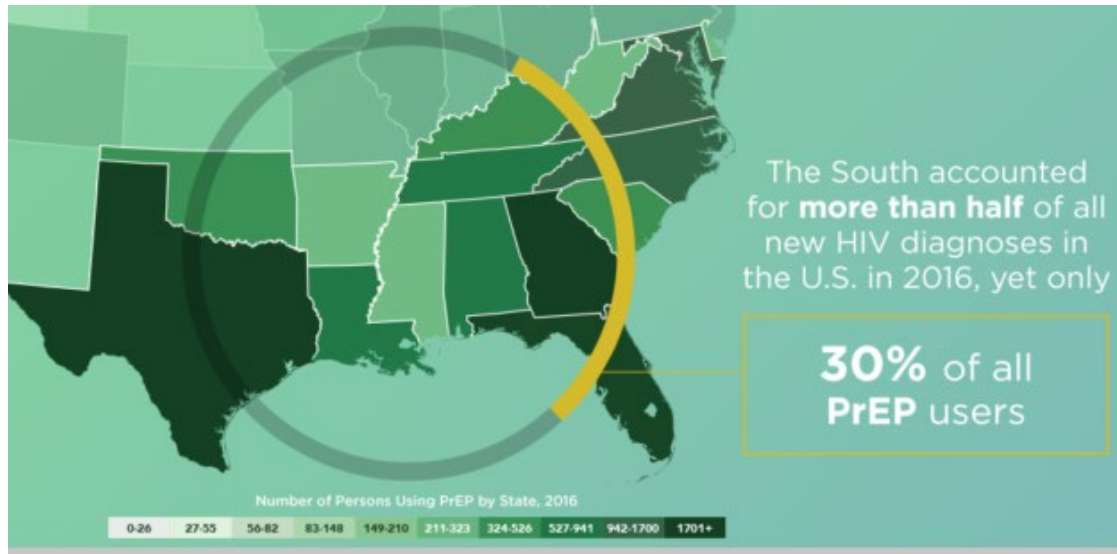 The South accounted
for more than half of all
new HIV diagnoses in
the U.S. in 2016, yet only
30% of all
PrEP users
Number of Persons Using PrEP by State, 2016
0-26 27-55 56-82 83-148 149-210 211-323 324-526 527-941 942-1700 1701+